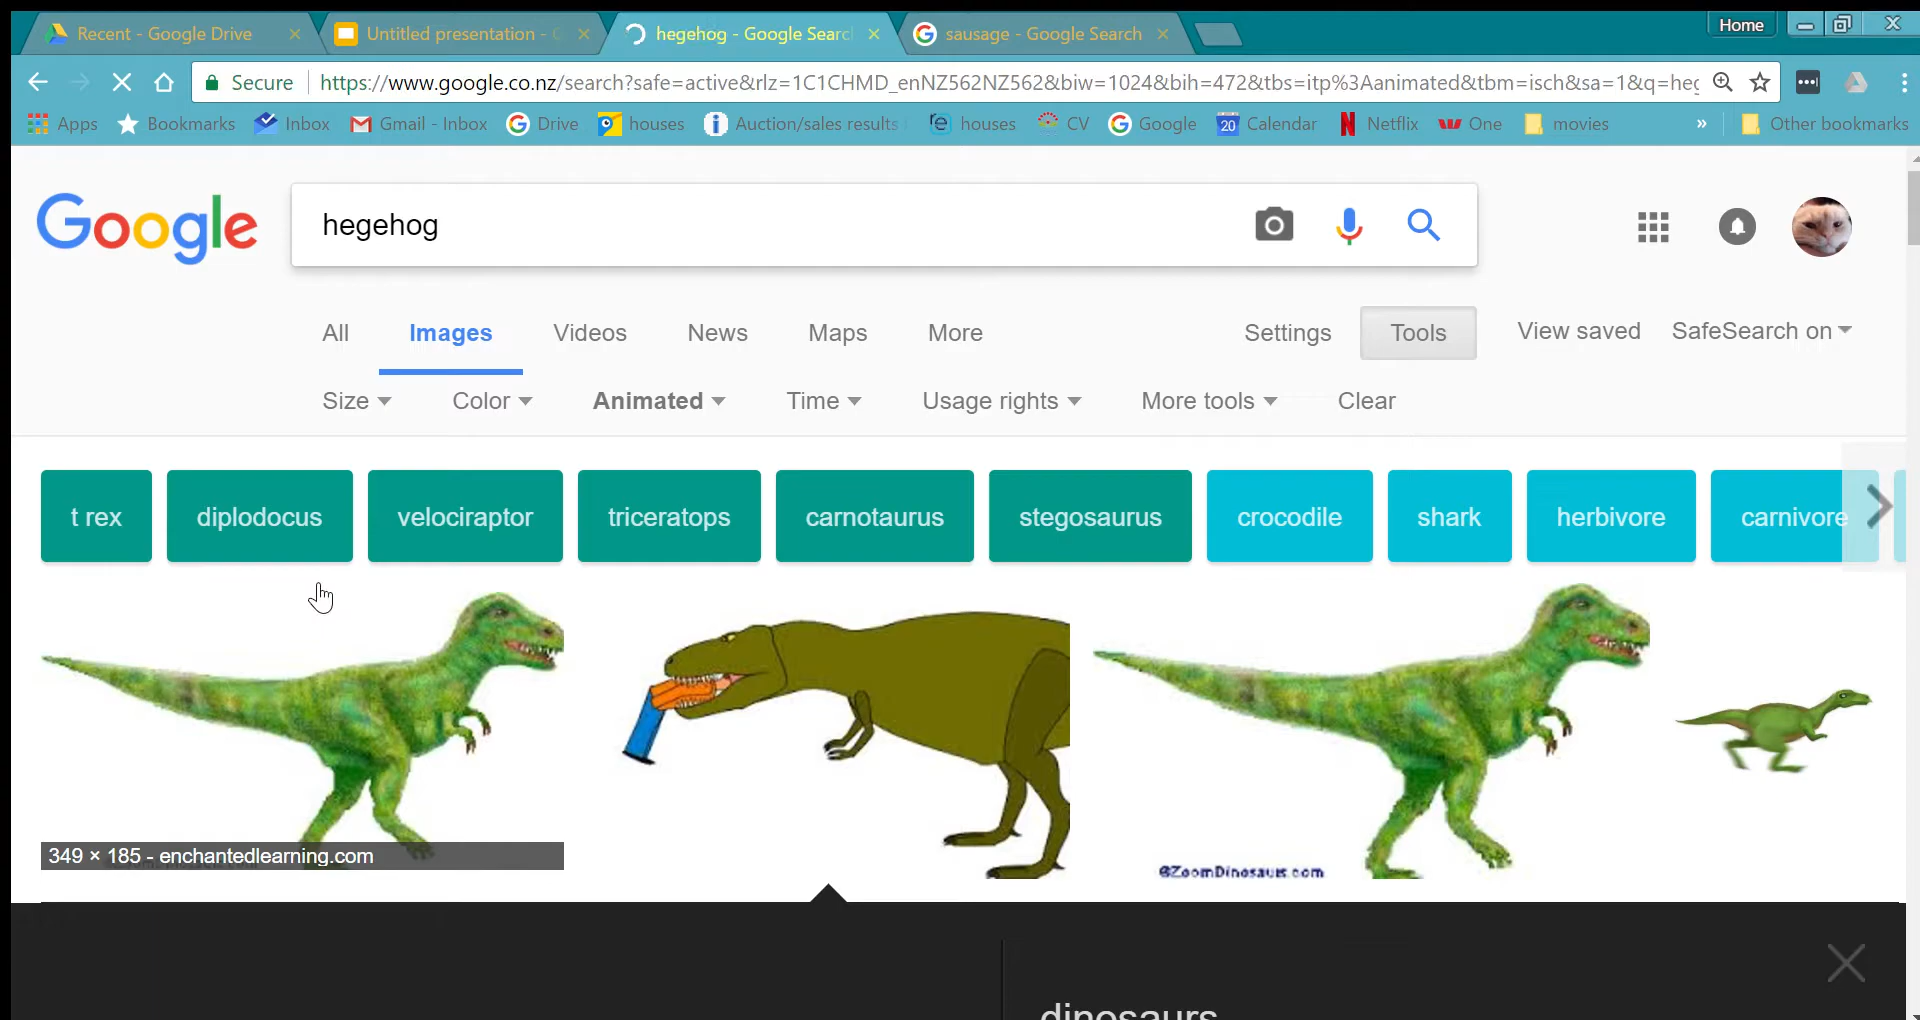 Recent - Google Drive
Untitled presentation - G
hegehog - Google Searc
sausage - Google Search
Home
Secure
https://www.google.co.nz/search?safe=active&rlz=1C1CHMD_enNZ562NZ562&biw=1024&bih=472&tbs=itp%3Aanimated&tbm=isch&sa=1&q=heg
Apps Bookmarks Inbox Gmail - Inbox Drive houses Auction/sales results houses CV Google 20 Calendar Netflix One movies » Other bookmarks
Google
hegehog
All Images Videos News Maps More Settings Tools View saved SafeSearch on
Size Color Animated Time Usage rights More tools Clear
t rex diplodocus velociraptor triceratops carnotaurus stegosaurus crocodile shark herbivore carnivore
349 × 185 - enchantedlearning.com
©ZoomDinosaurs.com
dinosaurs